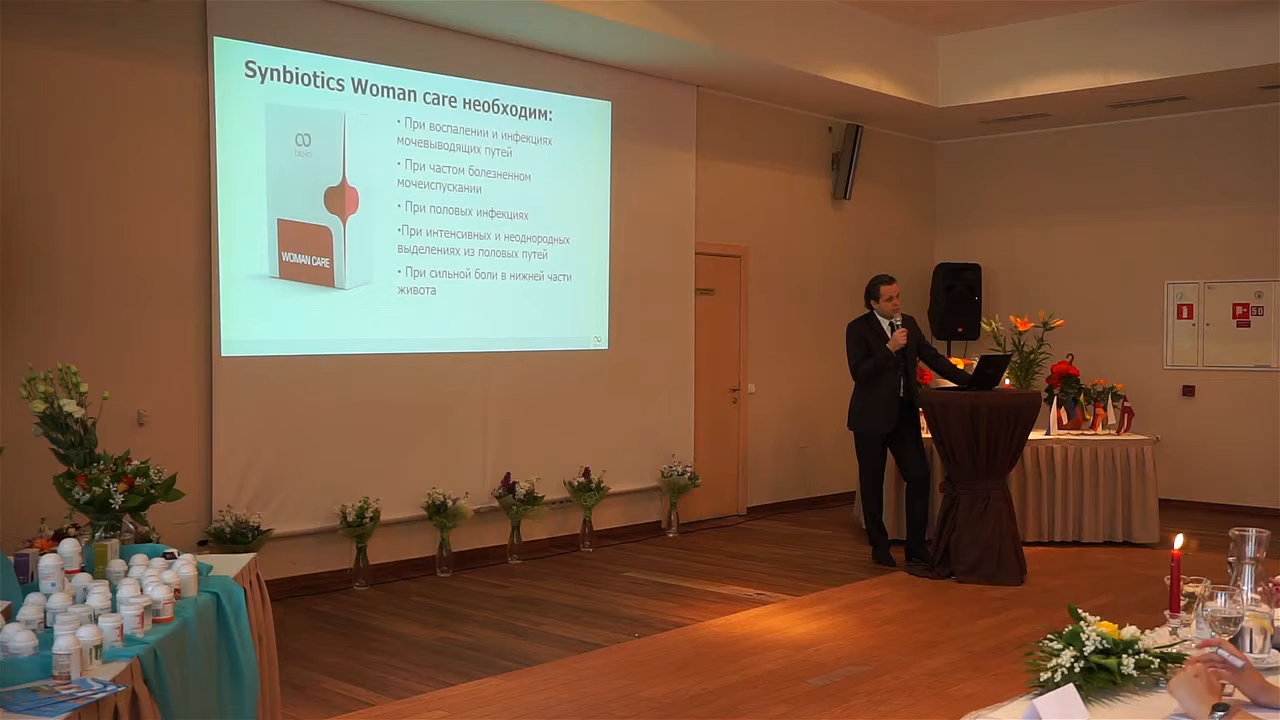 Synbiotics Woman care необходим:
• При воспалении и инфекциях
мочевыводящих путей
• При частом болезненном
мочеиспускании
• При половых инфекциях
•При интенсивных и неоднородных
выделениях из половых путей
• При сильной боли в нижней части
живота
WOMAN CARE